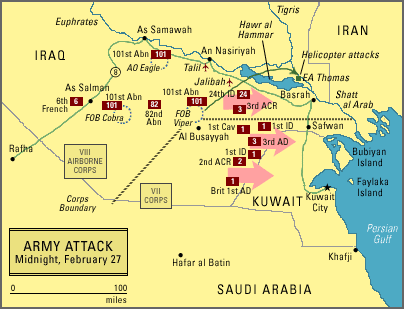 Euphrates
Tigris
IRAN
IRAQ
As Samawah
Hawr al
Hammar
101st Abn
101
AO Eagle
An Nasiriyah
Talil
Helicopter attacks
Jalibah
EA Thomas
8
As Salman
101st Abn
24th ID
24
Basrah
Shatt
al Arab
6th
French
6
101st Abn
101
82
82nd
Abn
101
3
3rd ACR
FOB Cobra
FOB
Viper
1st Cav
1
1
1st ID
Safwan
Al Busayyah
3
3rd AD
Rafha
VIII
AIRBORNE
CORPS
1st ID
1
2nd ACR
2
Bubiyan
Island
Corps
Boundary
VII
CORPS
1
Brit 1st AD
Faylaka
Island
KUWAIT
Kuwait
City
Persian
Gulf
ARMY ATTACK
Midnight, February 27
Hafar al Batin
Khafji
0
100
miles
SAUDI ARABIA